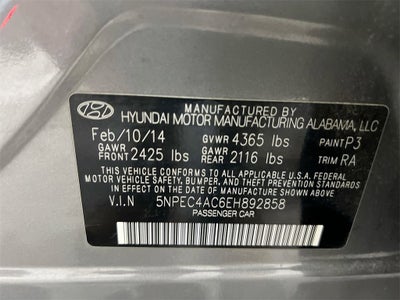 MANUFACTURED BY
HYUNDAI MOTOR MANUFACTURING ALABAMA, LLC
Feb/10/14 GVWR 4365 lbs PAINT P3
GAWR FRONT 2425 lbs GAWR REAR 2116 lbs TRIM RA
THIS VEHICLE CONFORMS TO ALL APPLICABLE U.S.A. FEDERAL
MOTOR VEHICLE SAFETY, BUMPER, AND THEFT PREVENTION STANDARDS
IN EFFECT ON THE DATE OF MANUFACTURE SHOWN ABOVE.
V.I.N 5NPEC4AC6EH892858
PASSENGER CAR